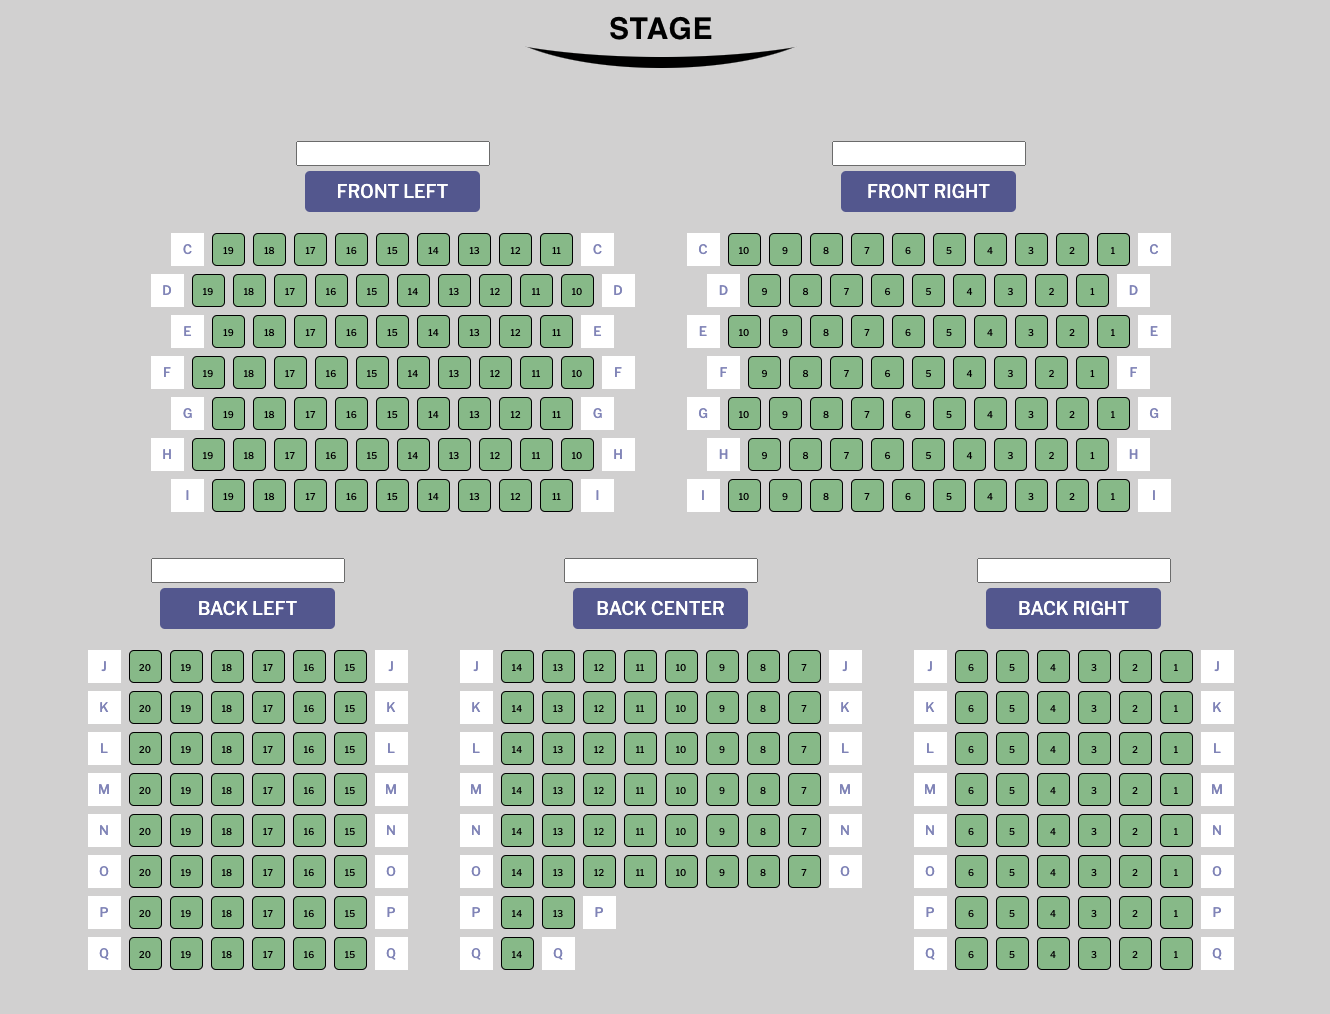 STAGE
FRONT LEFT
C 19 18 17 16 15 14 13 12 11 C
D 19 18 17 16 15 14 13 12 11 10 D
E 19 18 17 16 15 14 13 12 11 E
F 19 18 17 16 15 14 13 12 11 10 F
G 19 18 17 16 15 14 13 12 11 G
H 19 18 17 16 15 14 13 12 11 10 H
I 19 18 17 16 15 14 13 12 11 I
FRONT RIGHT
C 10 9 8 7 6 5 4 3 2 1 C
D 9 8 7 6 5 4 3 2 1 D
E 10 9 8 7 6 5 4 3 2 1 E
F 9 8 7 6 5 4 3 2 1 F
G 10 9 8 7 6 5 4 3 2 1 G
H 9 8 7 6 5 4 3 2 1 H
I 10 9 8 7 6 5 4 3 2 1 I
BACK LEFT
J 20 19 18 17 16 15 J
K 20 19 18 17 16 15 K
L 20 19 18 17 16 15 L
M 20 19 18 17 16 15 M
N 20 19 18 17 16 15 N
O 20 19 18 17 16 15 O
P 20 19 18 17 16 15 P
Q 20 19 18 17 16 15 Q
BACK CENTER
J 14 13 12 11 10 9 8 7 J
K 14 13 12 11 10 9 8 7 K
L 14 13 12 11 10 9 8 7 L
M 14 13 12 11 10 9 8 7 M
N 14 13 12 11 10 9 8 7 N
O 14 13 12 11 10 9 8 7 O
P 14 13 P
Q 14 Q
BACK RIGHT
J 6 5 4 3 2 1 J
K 6 5 4 3 2 1 K
L 6 5 4 3 2 1 L
M 6 5 4 3 2 1 M
N 6 5 4 3 2 1 N
O 6 5 4 3 2 1 O
P 6 5 4 3 2 1 P
Q 6 5 4 3 2 1 Q